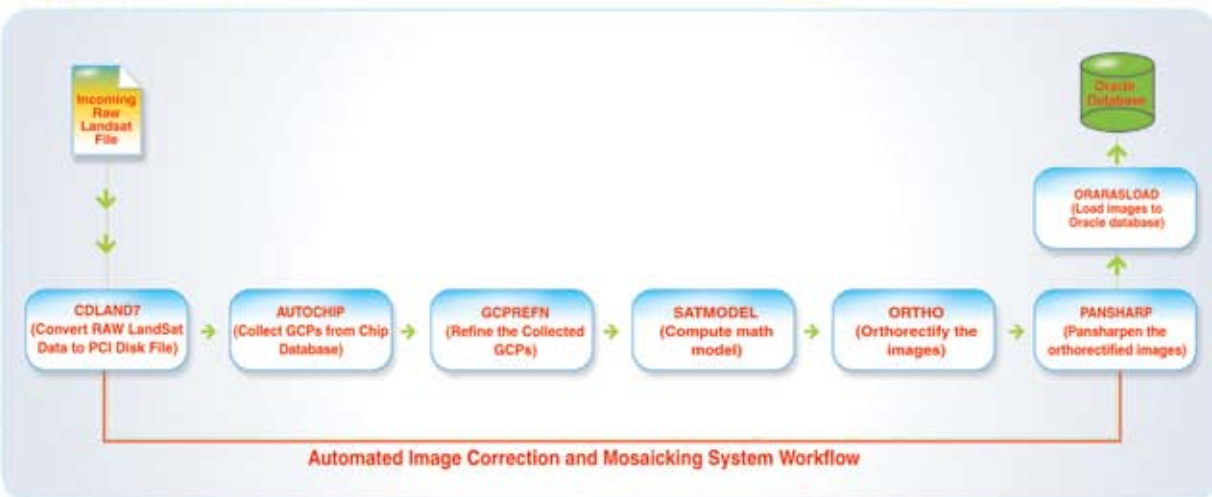 Incoming
Raw
Landsat
File
Oracle
Database
ORARASLOAD
(Load images to
Oracle database)
CDLAND7
(Convert RAW LandSat
Data to PCI Disk File)
AUTOCHIP
(Collect GCPs from Chip
Database)
GCPREFN
(Refine the Collected
GCPs)
SATMODEL
(Compute math
model)
ORTHO
(Orthorectify the
images)
PANSHARP
(Pansharpen the
orthorectified images)
Automated Image Correction and Mosaicking System Workflow